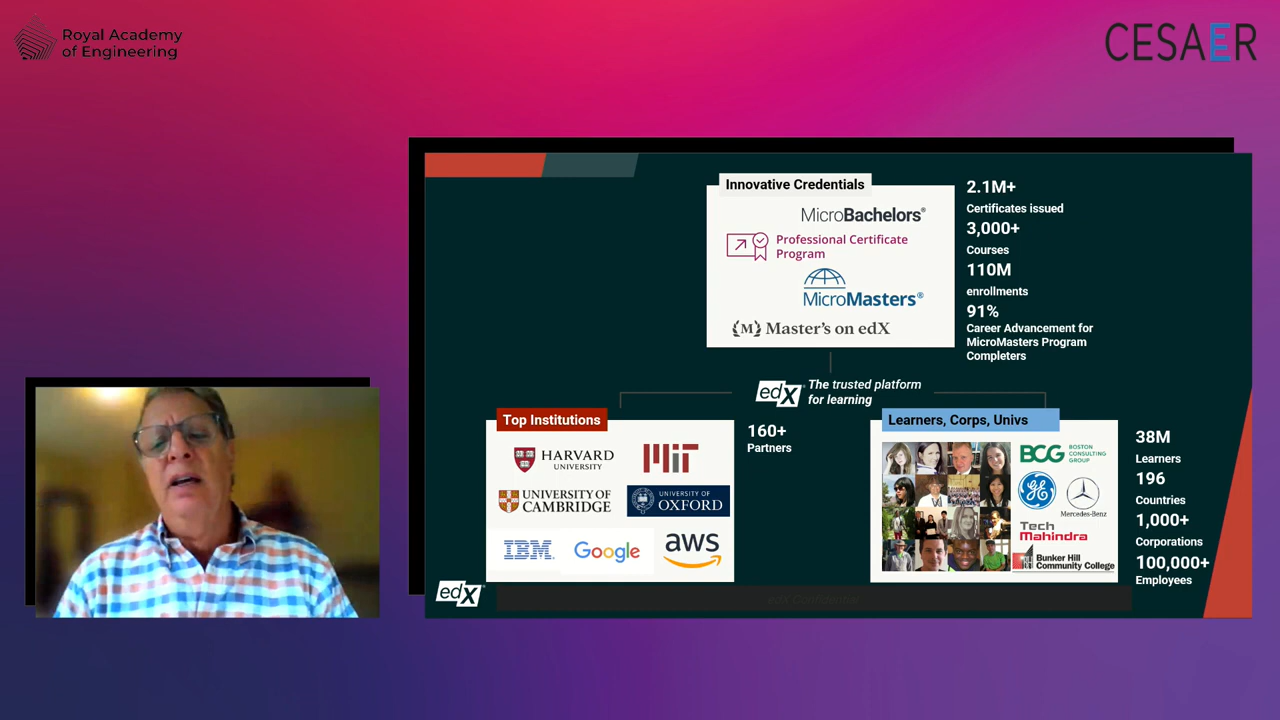 Royal Academy
of Engineering
CESAER
Innovative Credentials
MicroBachelors®
Professional Certificate
Program
MicroMasters®
M Master's on edX
2.1M+
Certificates issued
3,000+
Courses
110M
enrollments
91%
Career Advancement for
MicroMasters Program
Completers
edX The trusted platform
for learning
Top Institutions
HARVARD
UNIVERSITY
MIT
UNIVERSITY OF
CAMBRIDGE
UNIVERSITY OF
OXFORD
IBM
Google
aws
160+
Partners
Learners, Corps, Univs
BCG BOSTON
CONSULTING
GROUP
GE
Mercedes-Benz
Tech
Mahindra
Bunker Hill
Community College
38M
Learners
196
Countries
1,000+
Corporations
100,000+
Employees
edX
edX Confidential